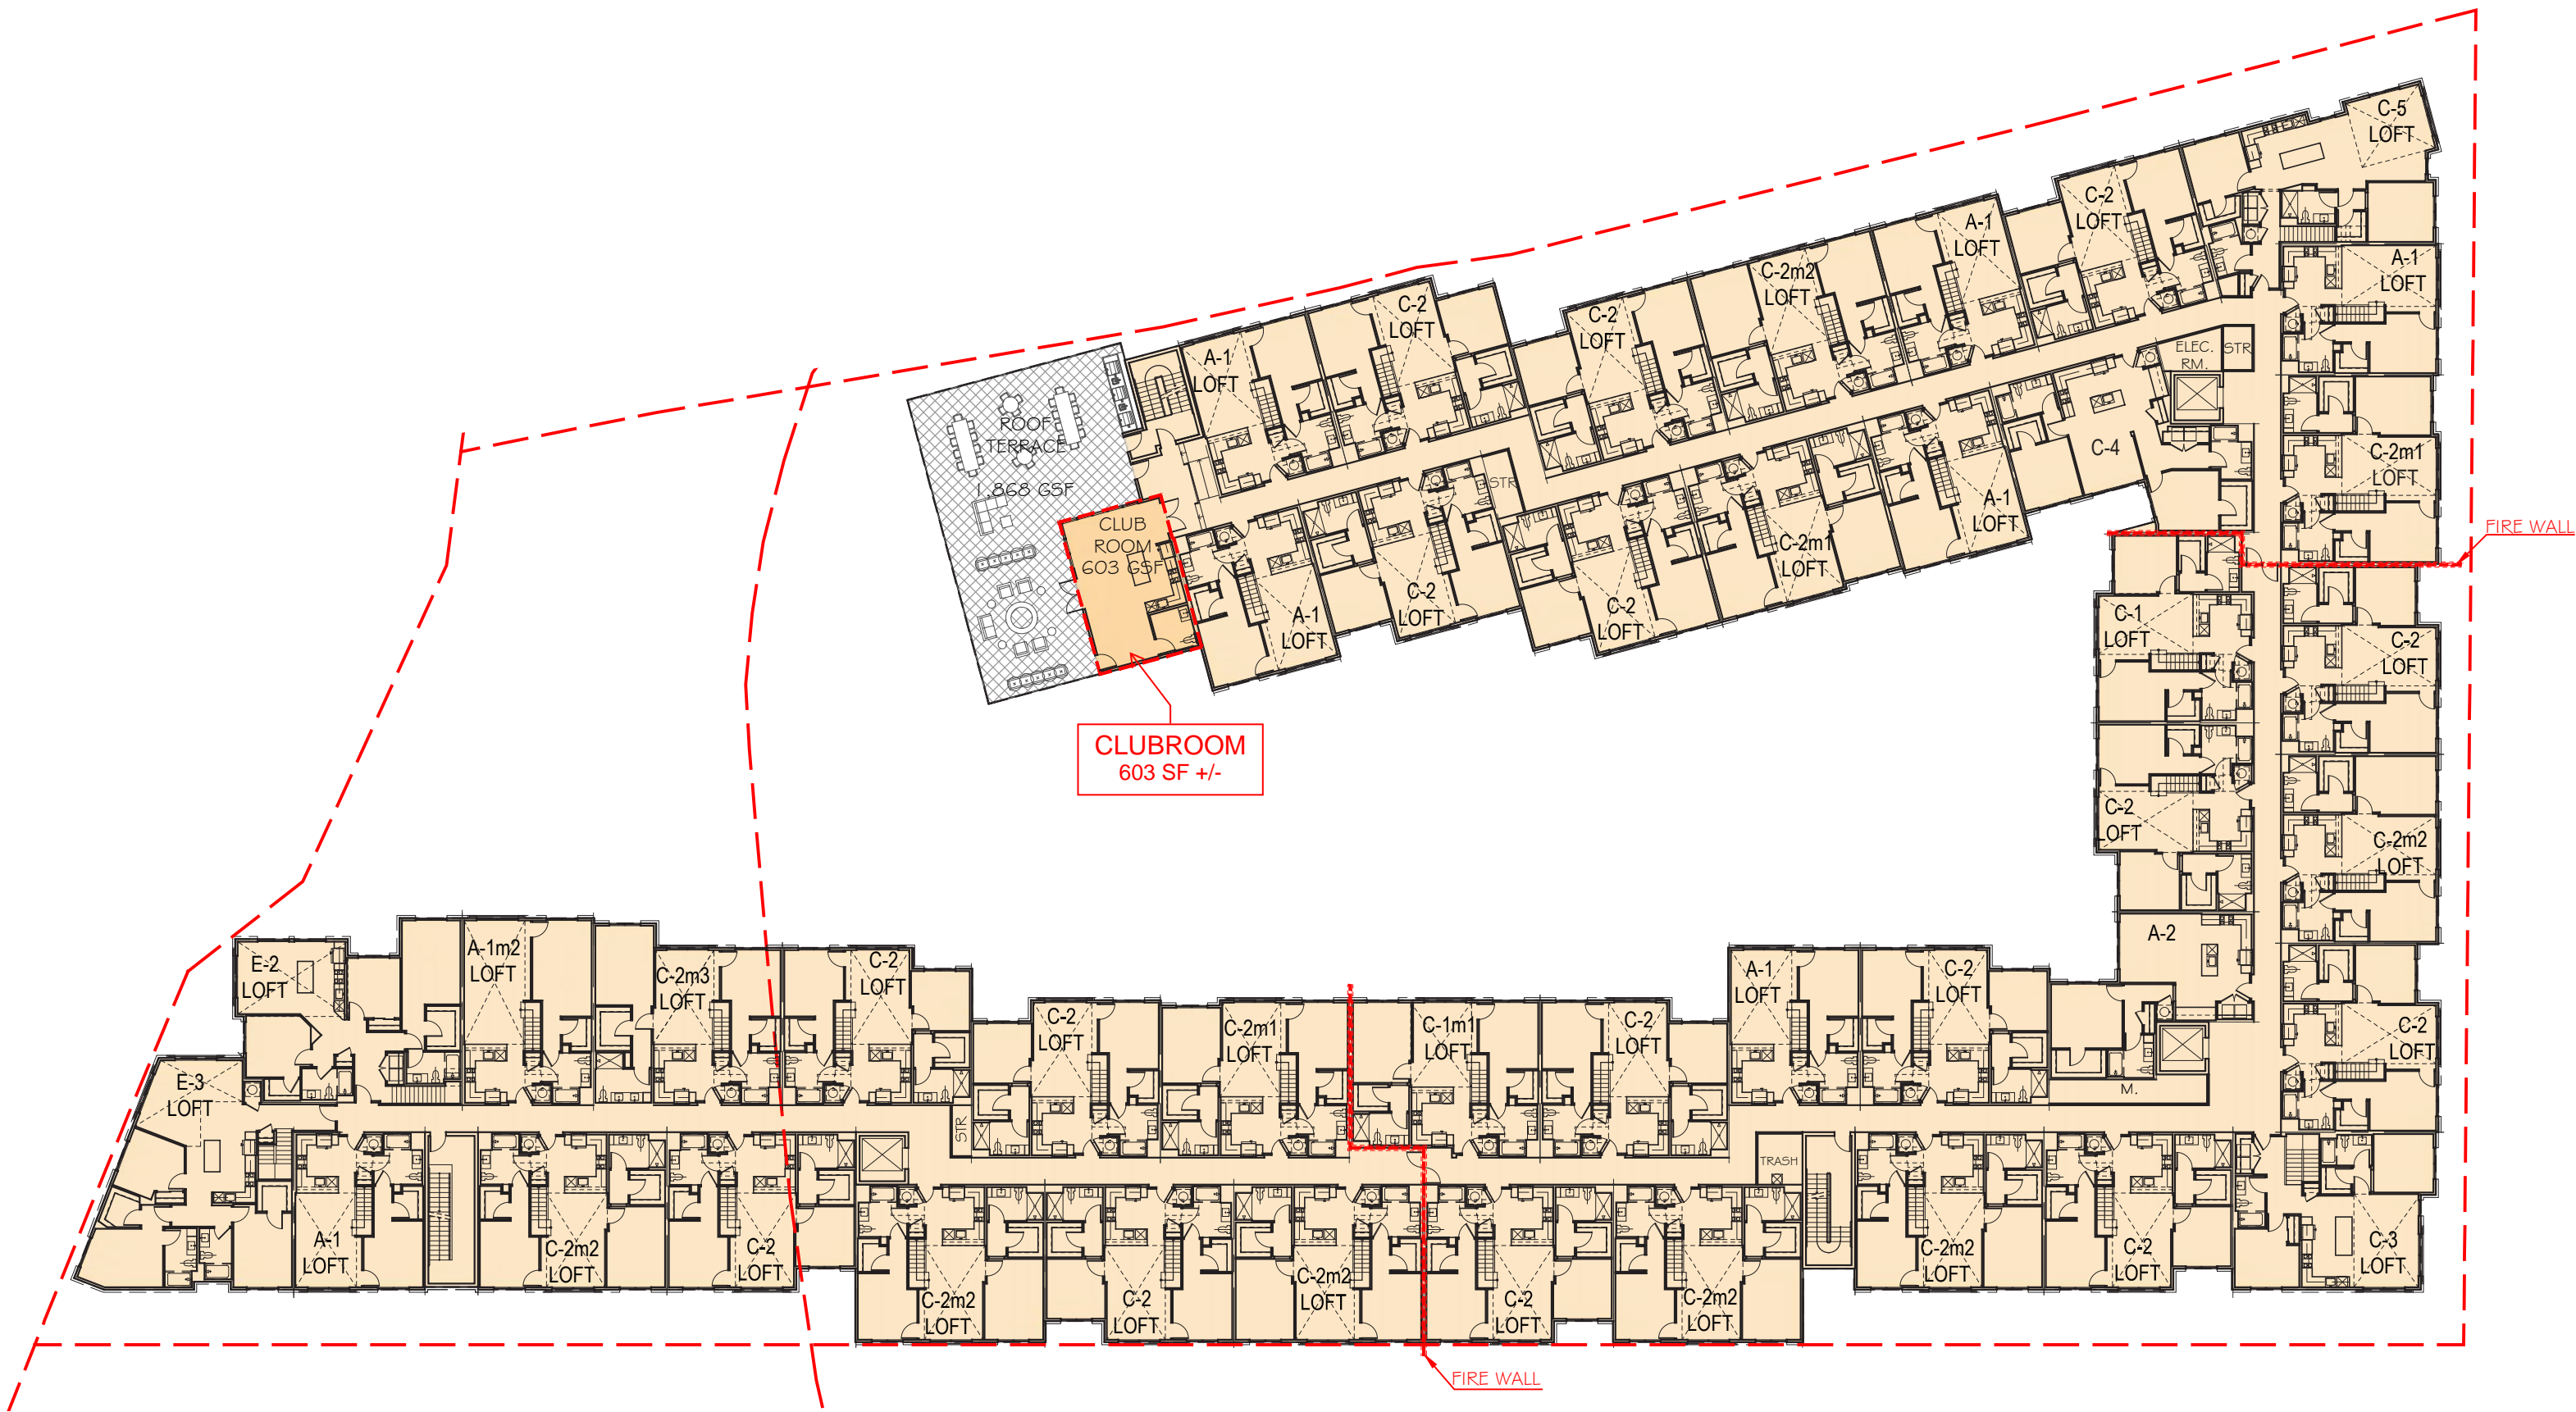 C-5
LOFT
C-2
LOFT
A-1
LOFT
A-1
LOFT
C-2m2
LOFT
C-2
LOFT
C-2
LOFT
A-1
LOFT
ELEC.
RM.
STR
ROOF
TERRACE
1,868 GSF
C-4
C-2m1
LOFT
STR
A-1
LOFT
CLUB
ROOM
603 GSF
C-2m1
LOFT
FIRE WALL
C-2
LOFT
C-2
LOFT
A-1
LOFT
C-1
LOFT
C-2
LOFT
CLUBROOM
603 SF +/-
C-2
LOFT
C-2m2
LOFT
A-2
E-2
LOFT
A-1m2
LOFT
C-2m3
LOFT
C-2
LOFT
C-2
LOFT
C-2m1
LOFT
C-1m1
LOFT
C-2
LOFT
A-1
LOFT
C-2
LOFT
C-2
LOFT
E-3
LOFT
M.
STR
TRASH
A-1
LOFT
C-2m2
LOFT
C-2
LOFT
C-2m2
LOFT
C-2
LOFT
C-3
LOFT
C-2m2
LOFT
C-2
LOFT
C-2m2
LOFT
C-2
LOFT
C-2m2
LOFT
FIRE WALL